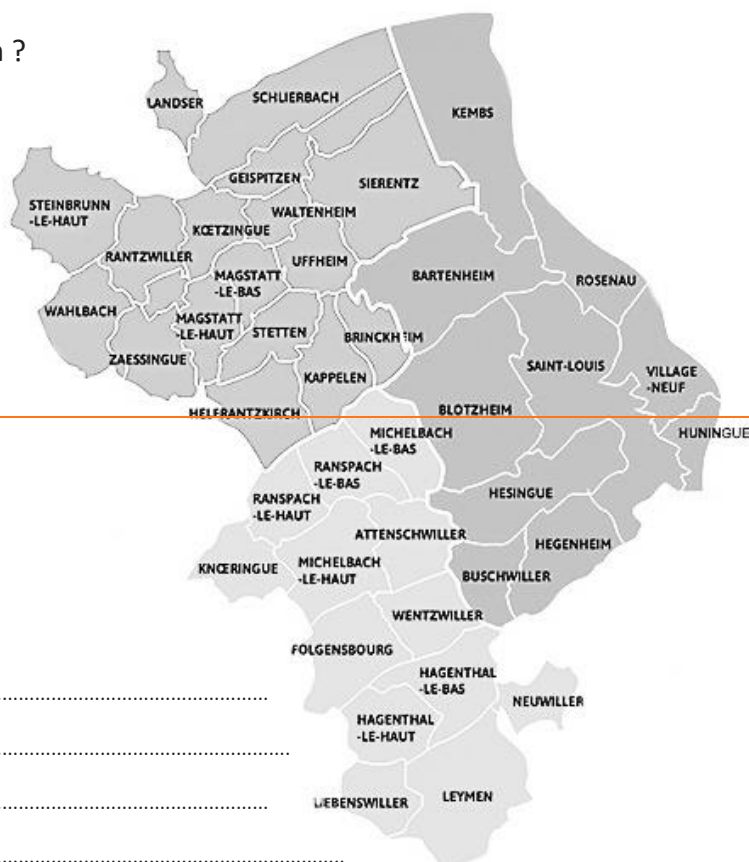 ?
LANDSER
SCHLIERBACH
KEMBS
GEISPITZEN
SIERENTZ
STEINBRUNN
-LE-HAUT
KŒTZINGUE
WALTENHEIM
RANTZWILLER
UFFHEIM
BARTENHEIM
ROSENAU
MAGSTATT
-LE-BAS
WAHLBACH
MAGSTATT
-LE-HAUT
STETTEN
BRINCKHEIM
ZAESSINGUE
KAPPELEN
SAINT-LOUIS
VILLAGE
-NEUF
HELFRANTZKIRCH
BLOTZHEIM
HUNINGUE
MICHELBACH
-LE-BAS
RANSPACH
-LE-BAS
RANSPACH
-LE-HAUT
HESINGUE
ATTENSCHWILLER
HEGENHEIM
KNŒRINGUE
MICHELBACH
-LE-HAUT
BUSCHWILLER
WENTZWILLER
FOLGENSBOURG
HAGENTHAL
-LE-BAS
NEUWILLER
HAGENTHAL
-LE-HAUT
LIEBENSWILLER
LEYMEN